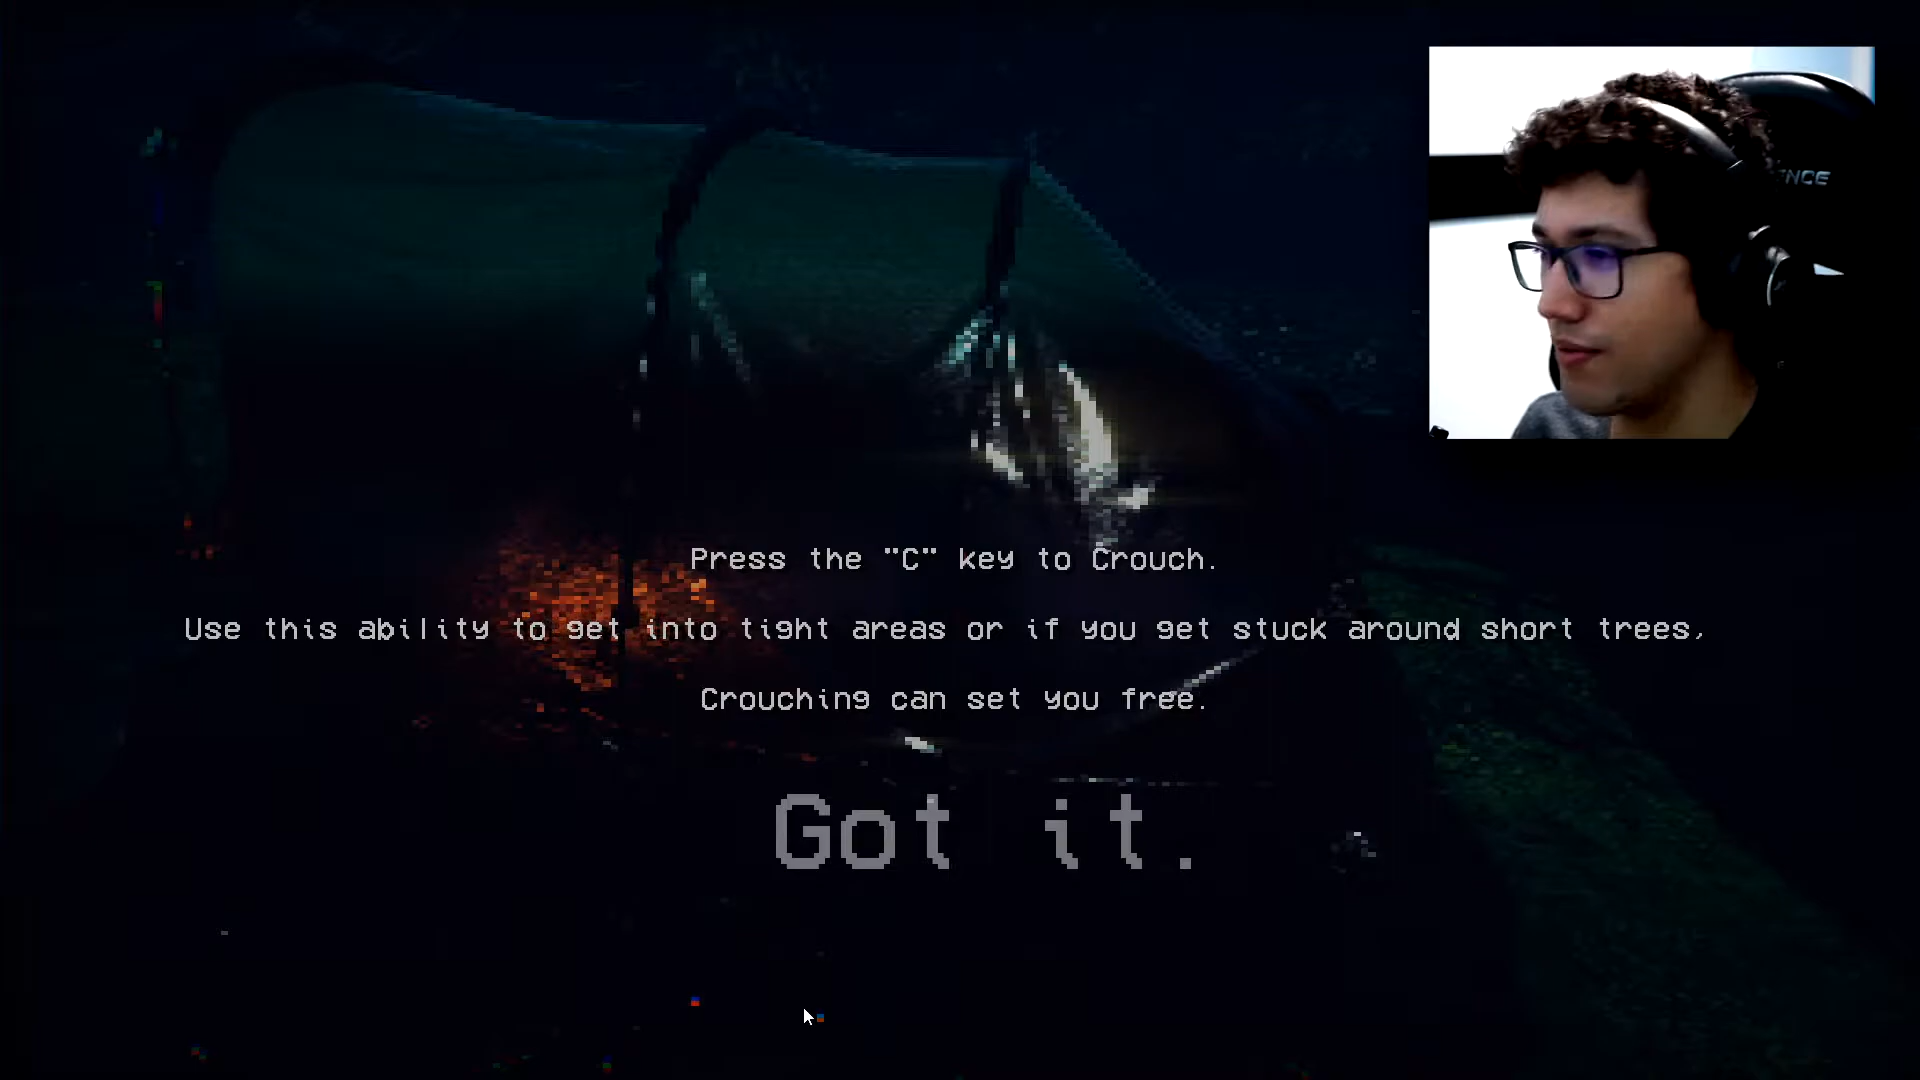 NCE
Press the "C" key to Crouch.
Use this ability to get into tight areas or if you get stuck around short trees,
Crouching can set you free.
Got it.